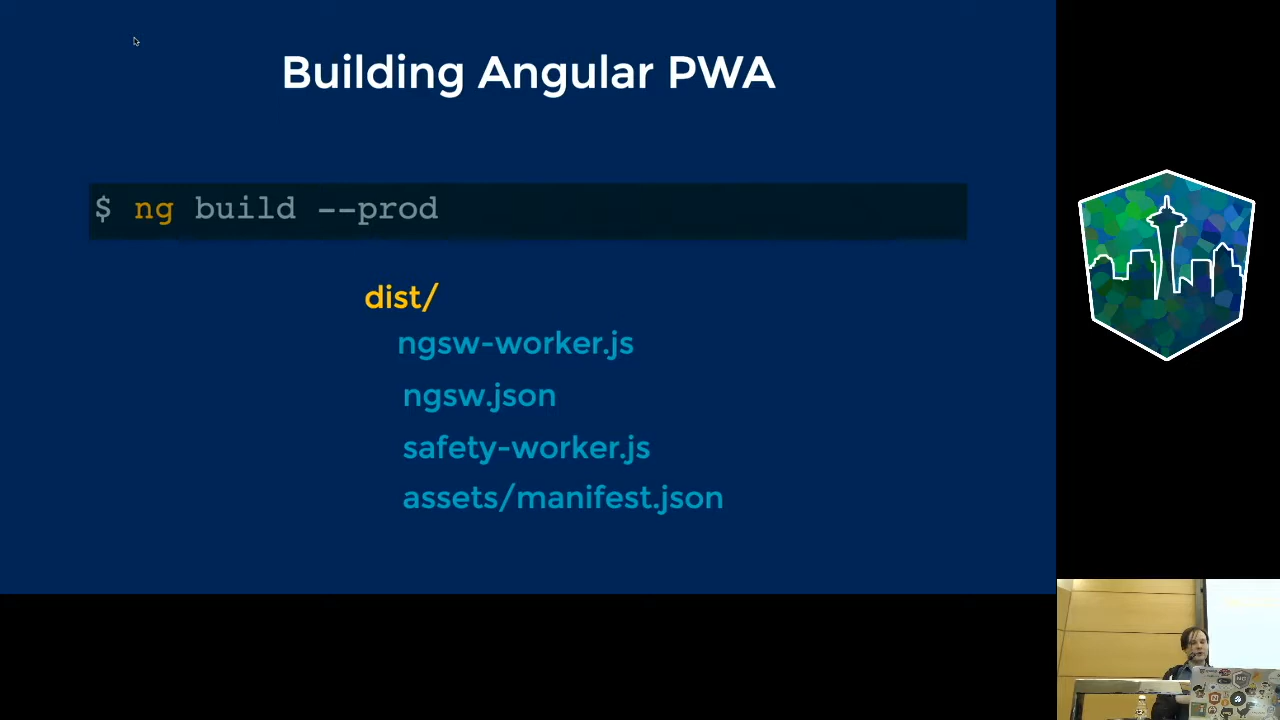 Building Angular PWA
$ ng build --prod
dist/
ngsw-worker.js
ngsw.json
safety-worker.js
assets/manifest.json